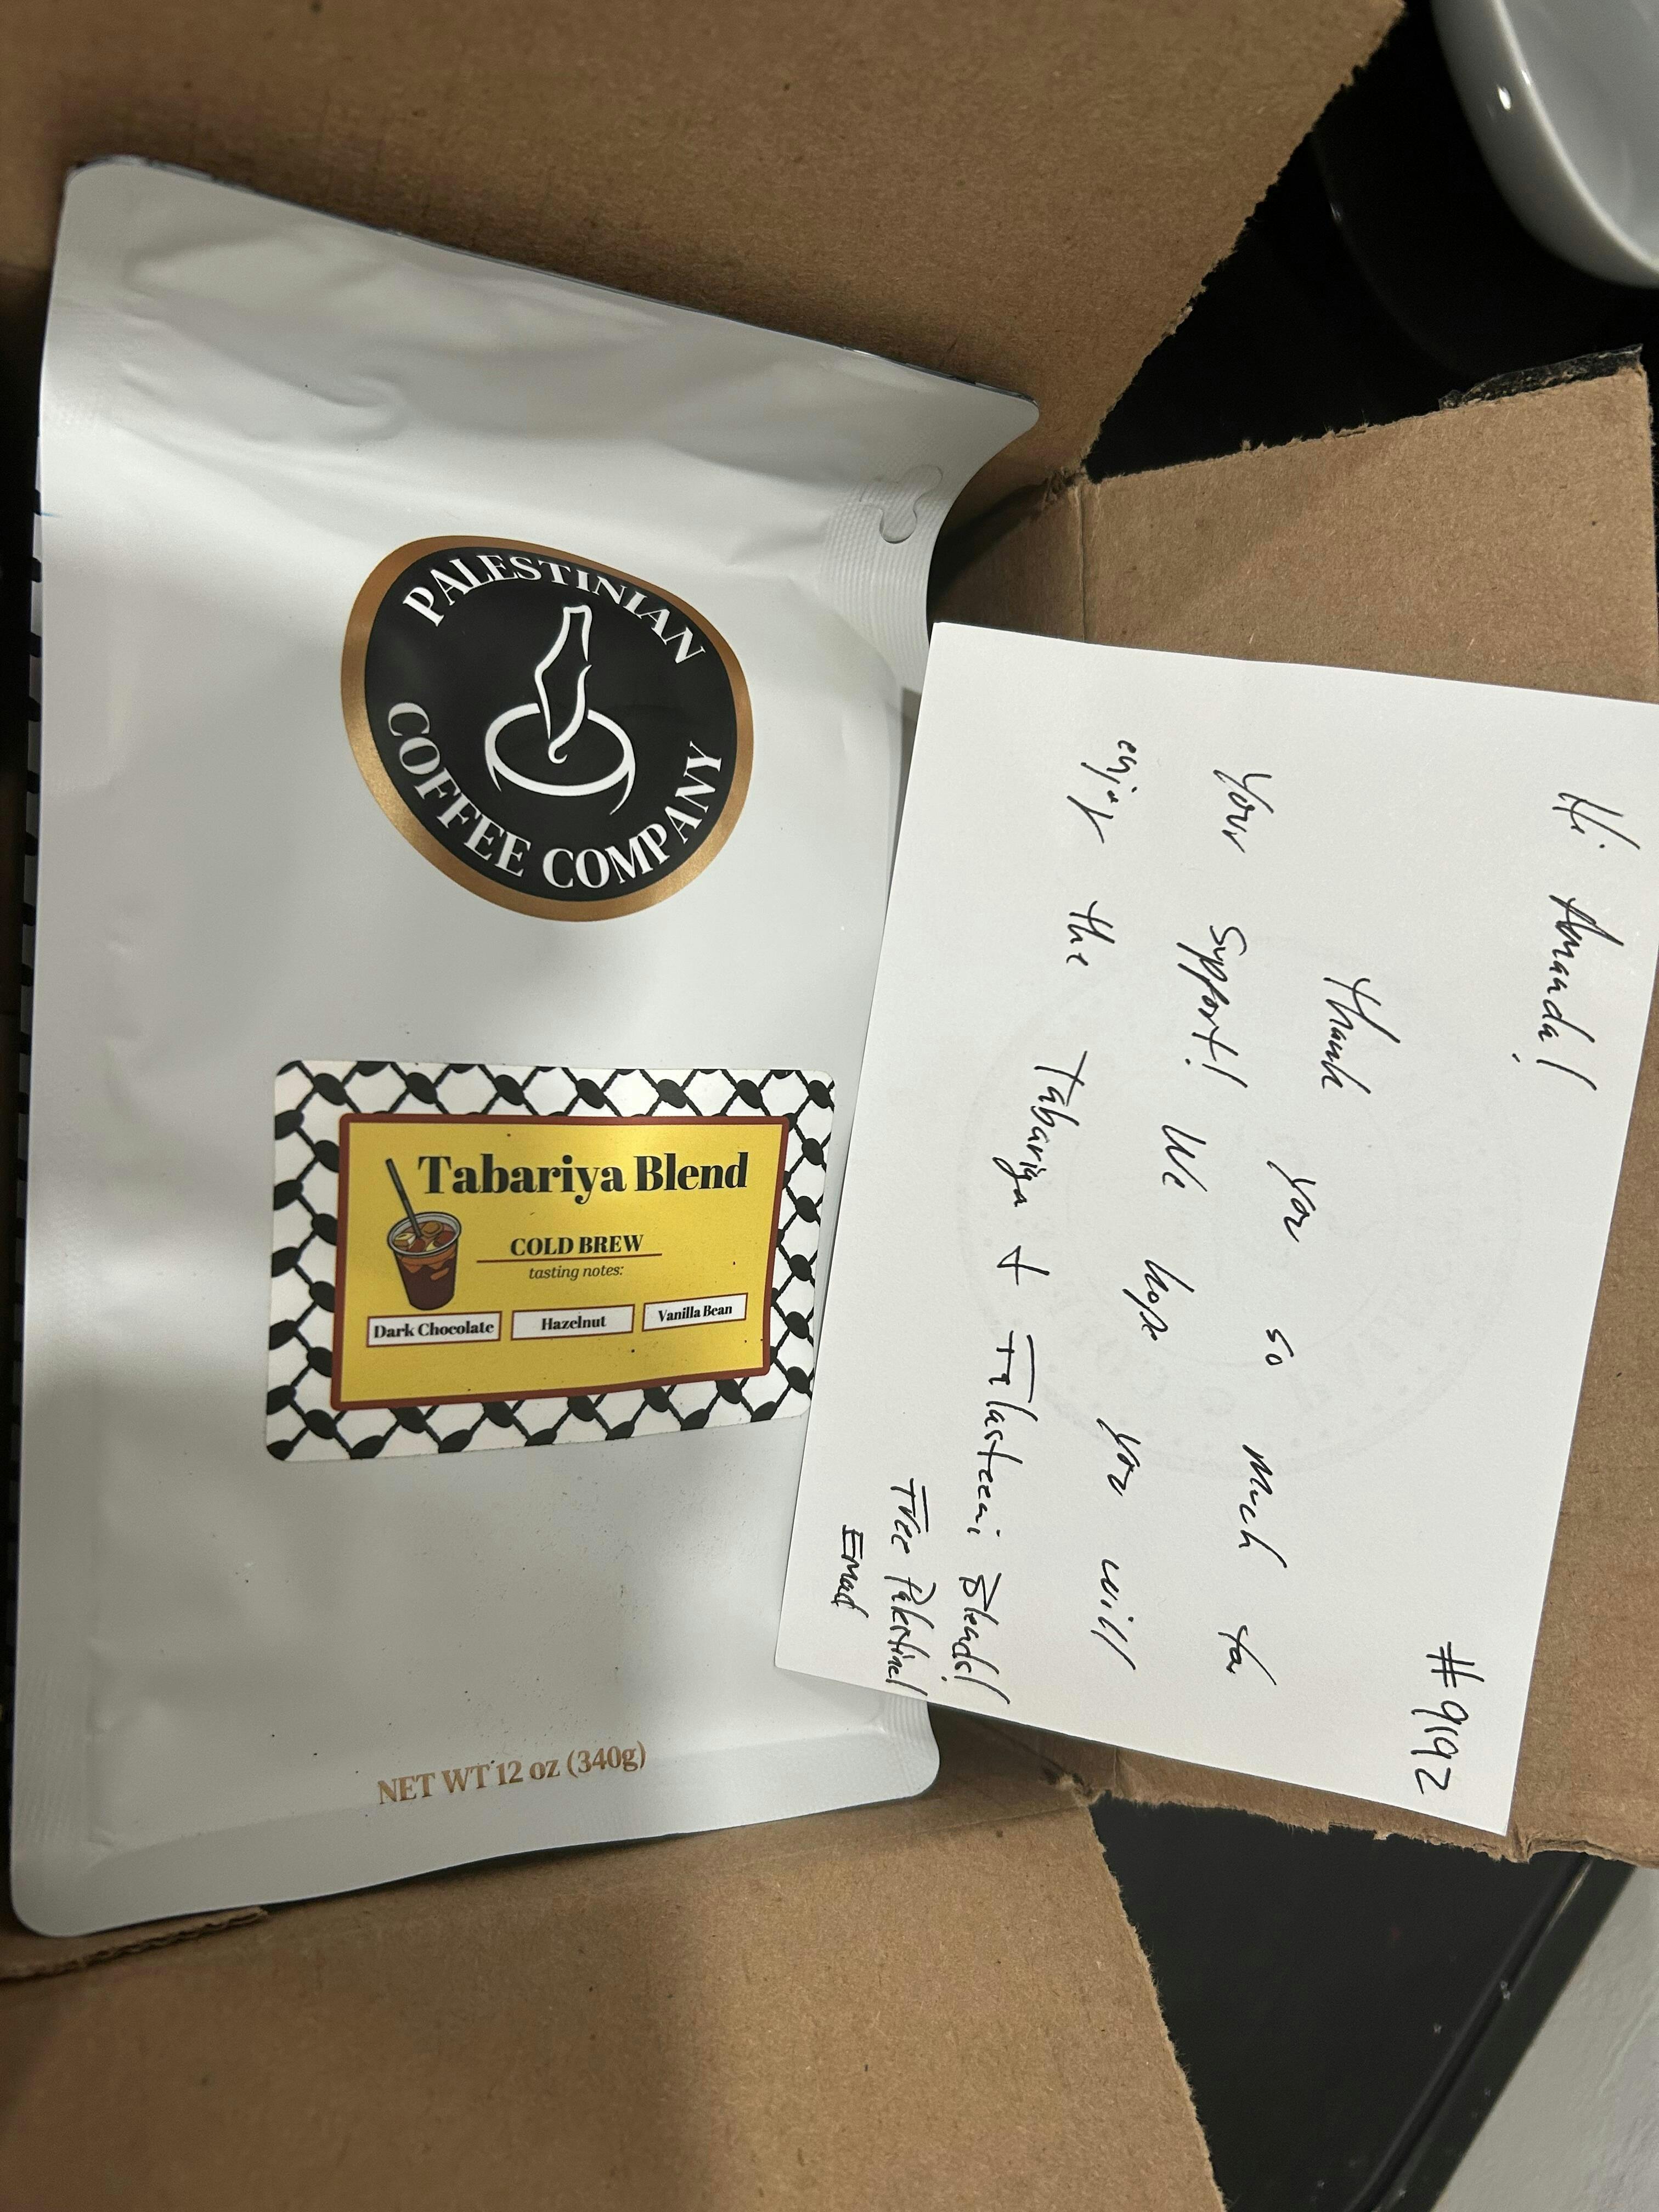 PALESTINIAN
COFFEE COMPANY
Tabariya Blend
COLD BREW
tasting notes:
Dark Chocolate
Hazelnut
Vanilla Bean
NET WT 12 oz (340g)
#9192
Hi Amanda!
Thank you so much for
your support! We hope you will
enjoy the Tabariya & Falasteeni Blends!
Free Palestine!
Emad